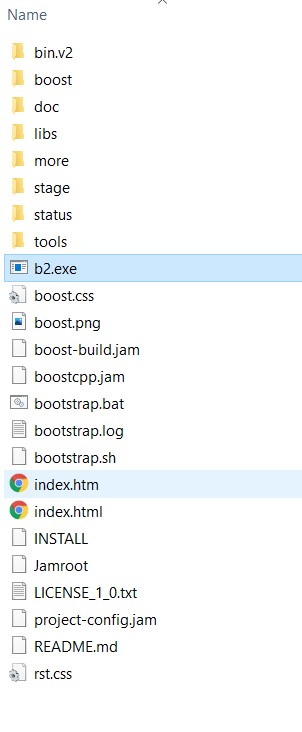 Name
bin.v2
boost
doc
libs
more
stage
status
tools
b2.exe
boost.css
boost.png
boost-build.jam
boostcpp.jam
bootstrap.bat
bootstrap.log
bootstrap.sh
index.htm
index.html
INSTALL
Jamroot
LICENSE_1_0.txt
project-config.jam
README.md
rst.css